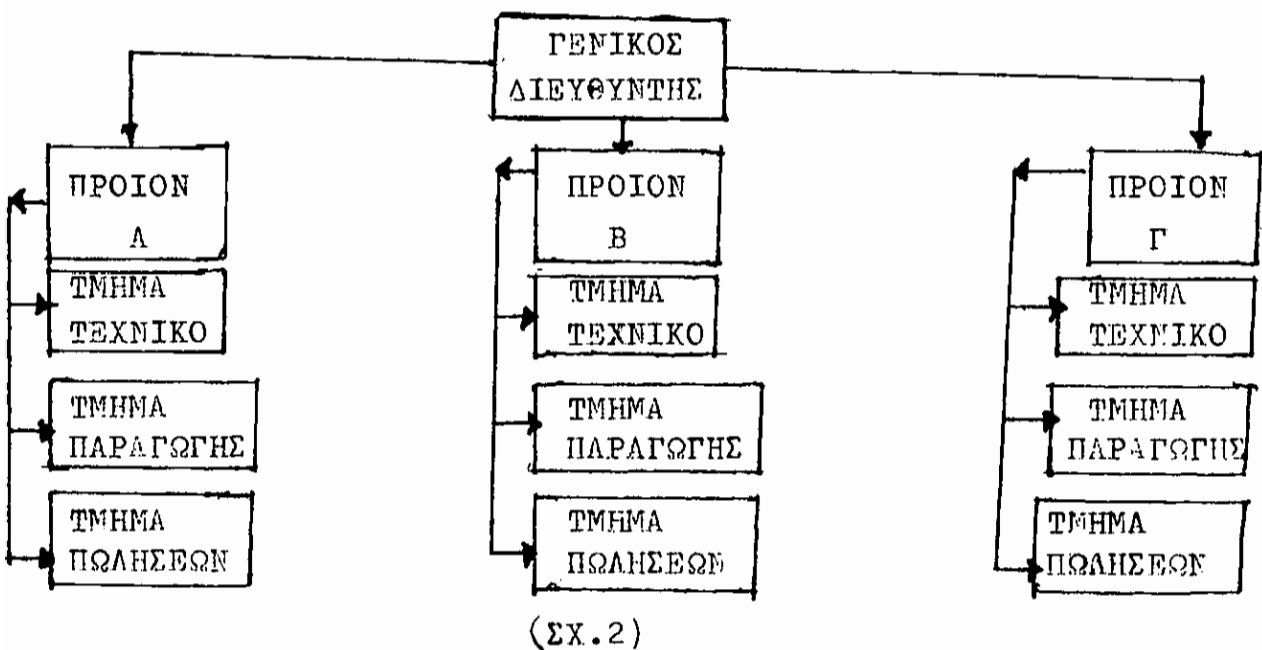 ΓΕΝΙΚΟΣ
ΔΙΕΥΘΥΝΤΗΣ
ΠΡΟΙΟΝ
Α
ΠΡΟΙΟΝ
Β
ΠΡΟΙΟΝ
Γ
ΤΜΗΜΑ
ΤΕΧΝΙΚΟ
ΤΜΗΜΑ
ΤΕΧΝΙΚΟ
ΤΜΗΜΑ
ΤΕΧΝΙΚΟ
ΤΜΗΜΑ
ΠΑΡΑΓΩΓΗΣ
ΤΜΗΜΑ
ΠΑΡΑΓΩΓΗΣ
ΤΜΗΜΑ
ΠΑΡΑΓΩΓΗΣ
ΤΜΗΜΑ
ΠΩΛΗΣΕΩΝ
ΤΜΗΜΑ
ΠΩΛΗΣΕΩΝ
ΤΜΗΜΑ
ΠΩΛΗΣΕΩΝ
(ΣΧ.2)